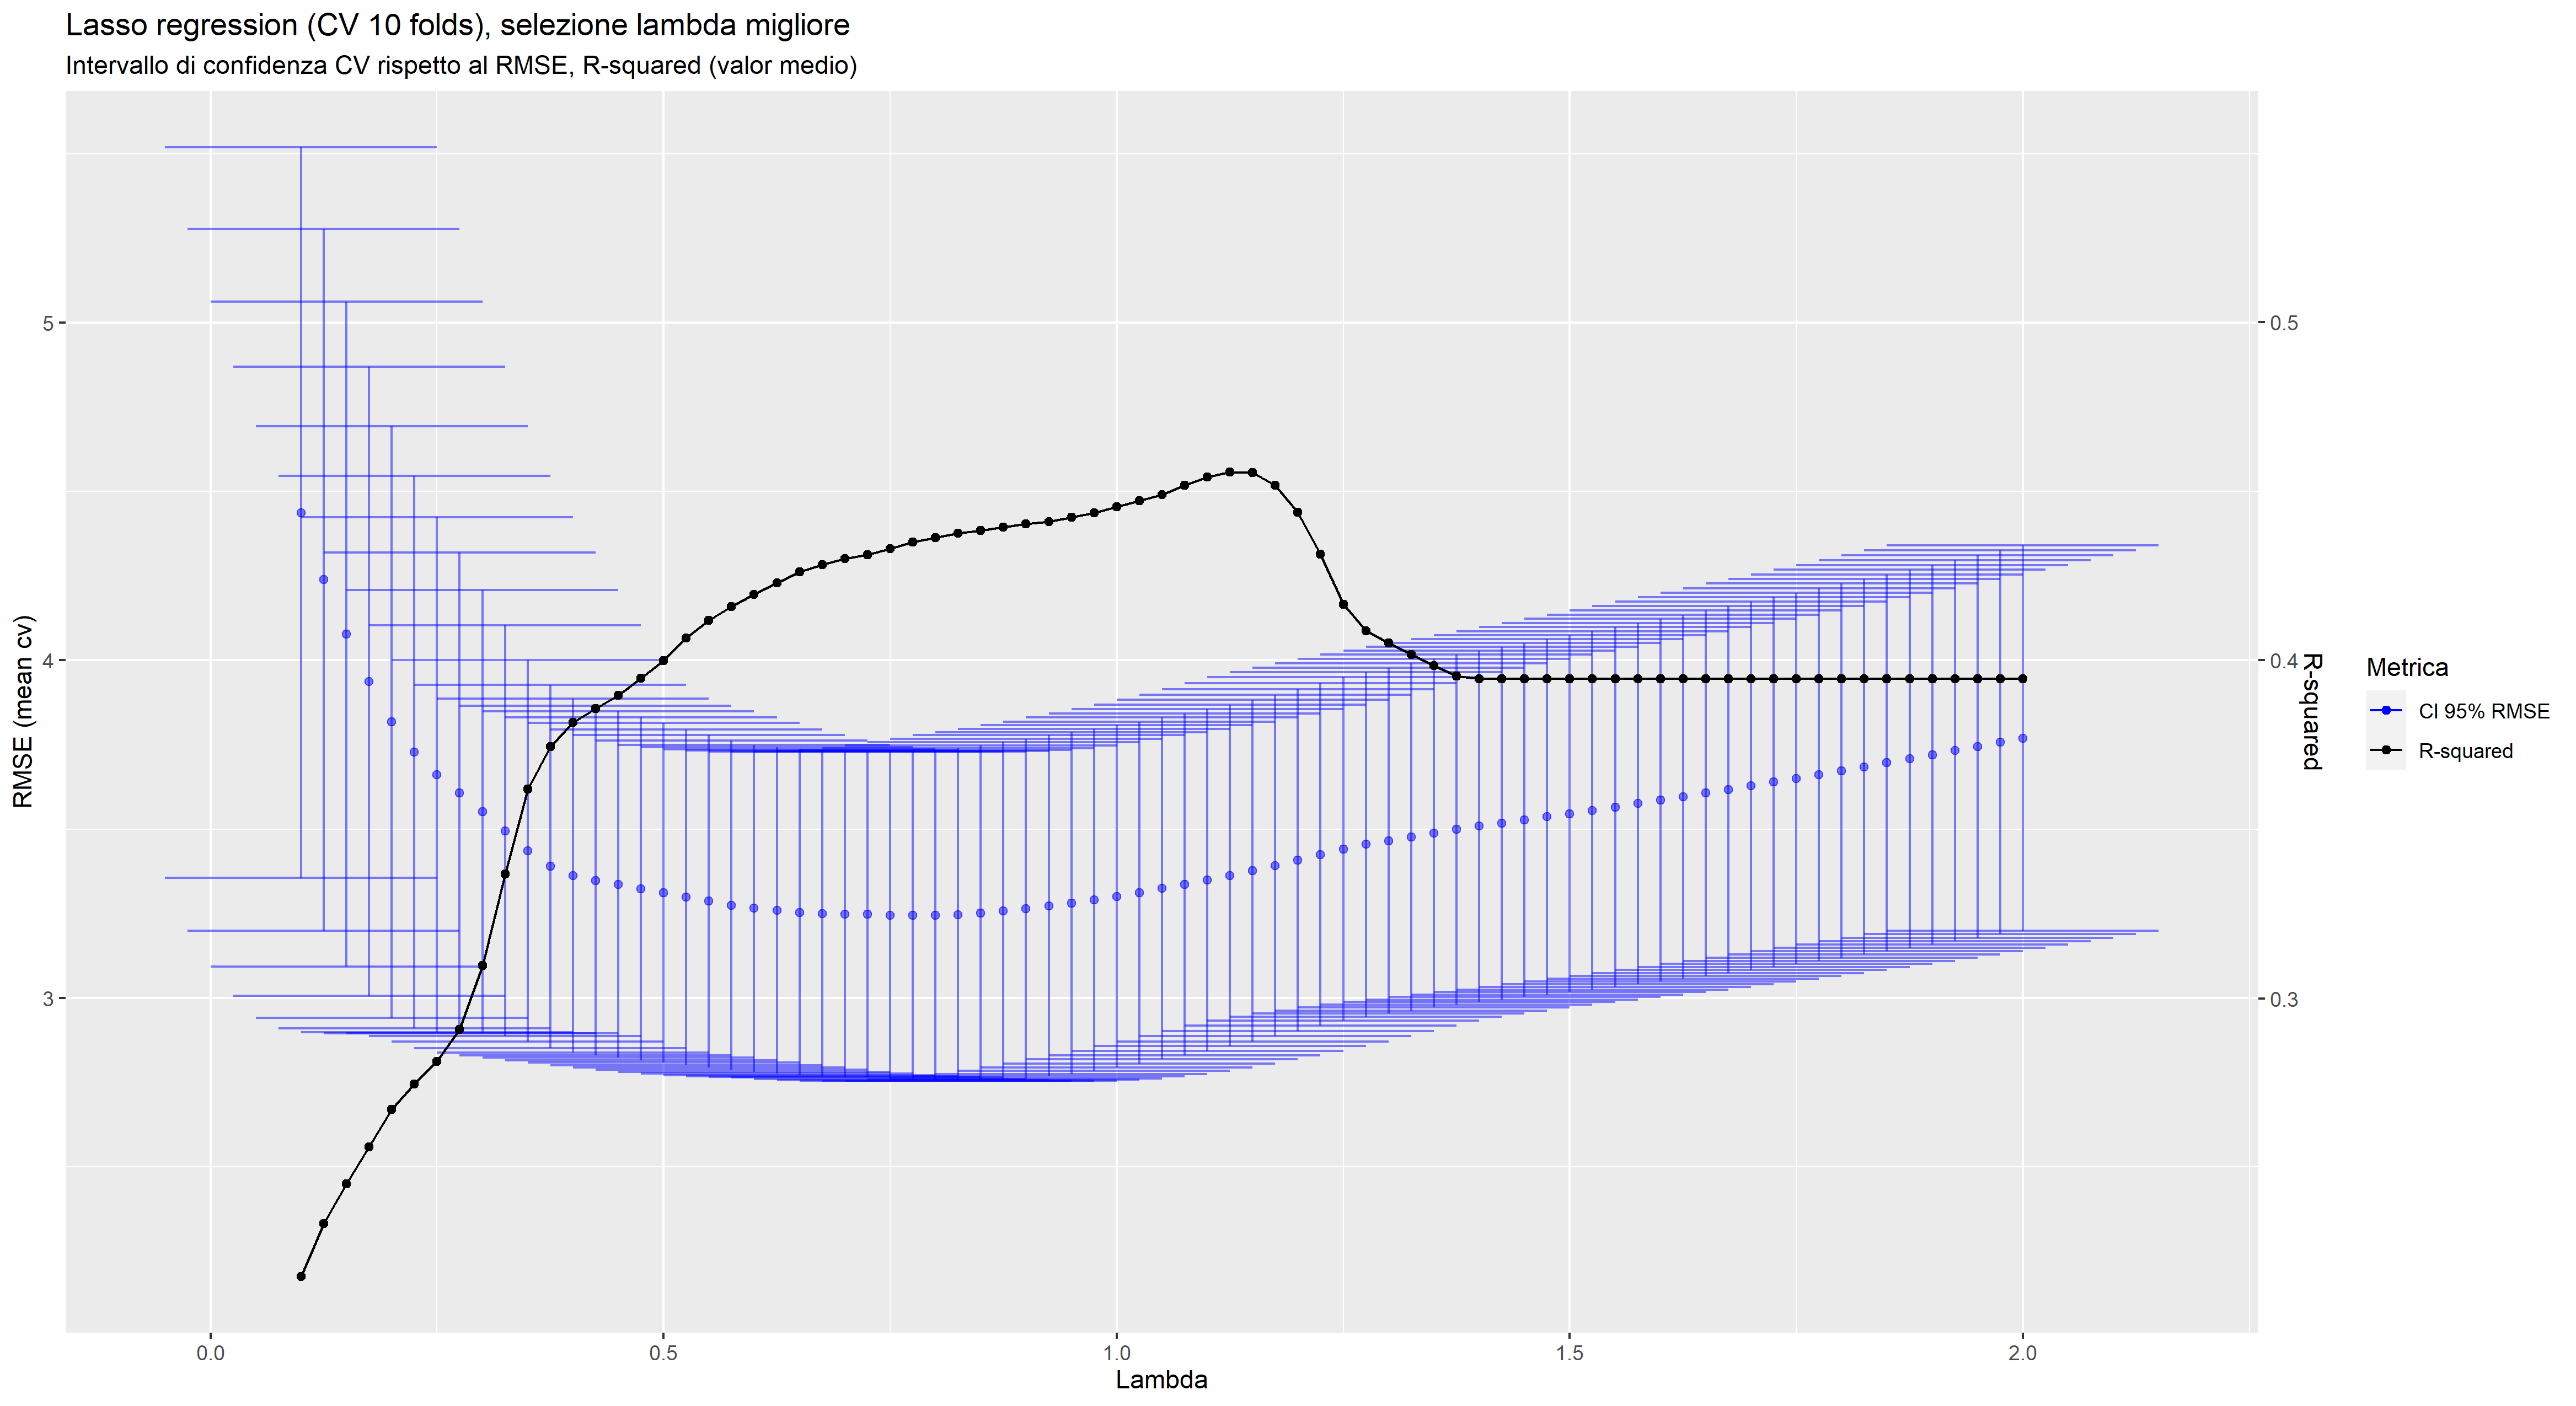 Lasso regression (CV 10 folds), selezione lambda migliore
Intervallo di confidenza CV rispetto al RMSE, R-squared (valor medio)
RMSE (mean cv)
5
4
3
0.5
0.4
0.3
R-squared
0.0
0.5
1.0
1.5
2.0
Lambda
Metrica
CI 95% RMSE
R-squared